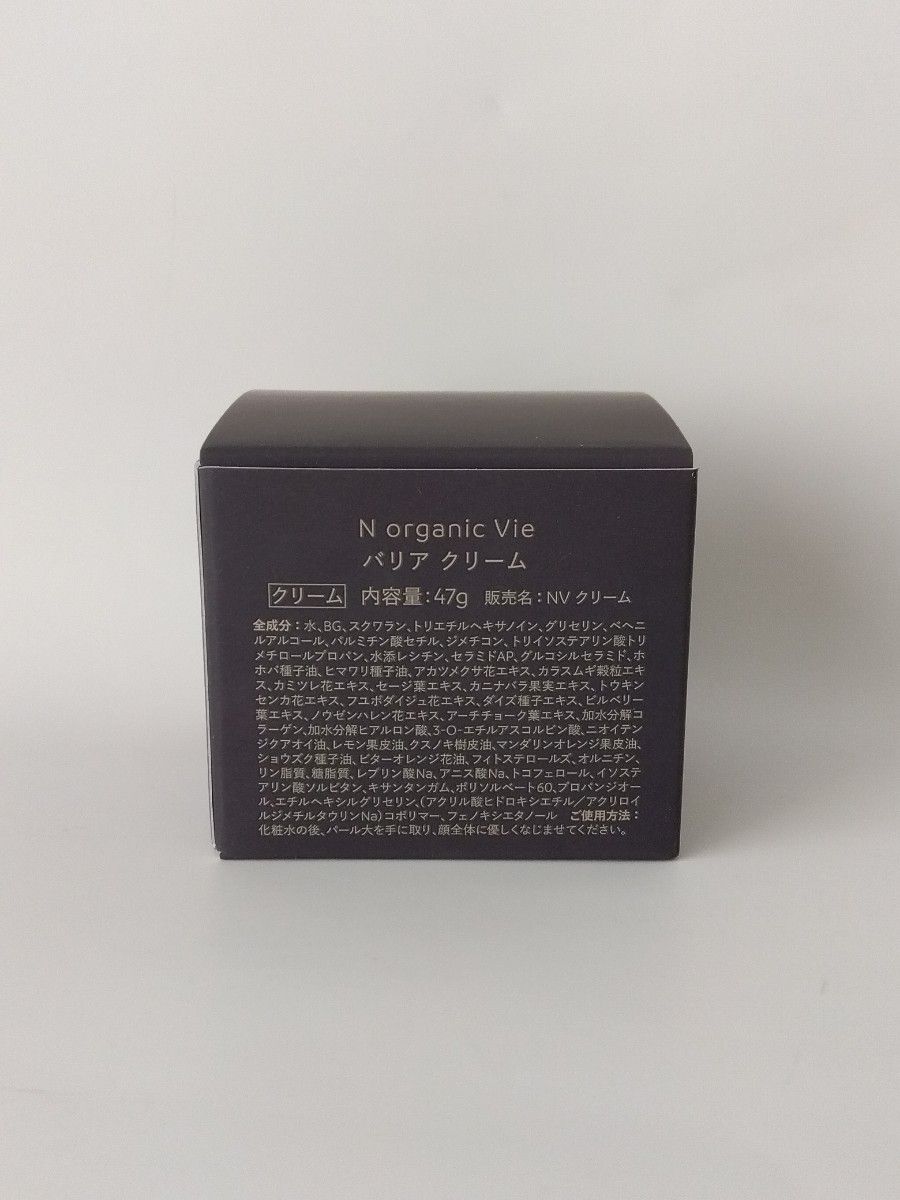 N organic Vie
バリア クリーム
クリーム 内容量：47g 販売名：NV クリーム
全成分：水、BG、スクワラン、トリエチルヘキサノイン、グリセリン、ベヘニ
ルアルコール、パルミチン酸セチル、ジメチコン、トリイソステアリン酸トリ
メチロールプロパン、水添レシチン、セラミドAP、グルコシルセラミド、ホ
ホバ種子油、ヒマワリ種子油、アカツメクサ花エキス、カラスムギ穀粒エキ
ス、カミツレ花エキス、セージ葉エキス、カニナバラ果実エキス、トウキン
センカ花エキス、フユボダイジュ花エキス、ダイズ種子エキス、ビルベリー
葉エキス、ノウゼンハレン花エキス、アーチチョーク葉エキス、加水分解コ
ラーゲン、加水分解ヒアルロン酸、3-O-エチルアスコルビン酸、ニオイテン
ジクアオイ油、レモン果皮油、クスノキ樹皮油、マンダリンオレンジ果皮油、
ショウズク種子油、ビターオレンジ花油、フィトステロールズ、オルニチン、
リン脂質、糖脂質、レブリン酸Na、アニス酸Na、トコフェロール、イソステ
アリン酸ソルビタン、キサンタンガム、ポリソルベート60、プロパンジオー
ル、エチルヘキシルグリセリン、（アクリル酸ヒドロキシエチル／アクリロイ
ルジメチルタウリンNa）コポリマー、フェノキシエタノール ご使用方法：
化粧水の後、パール大を手に取り、顔全体に優しくなじませてください。